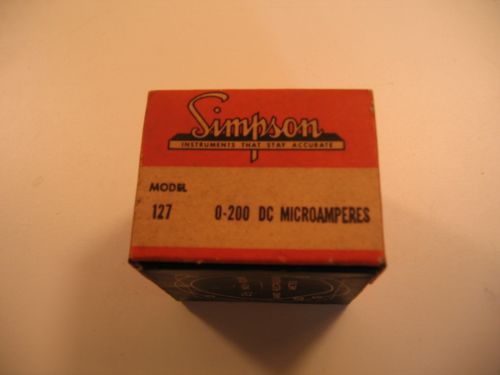 Simpson
INSTRUMENTS THAT STAY ACCURATE
MODEL
127 0-200 DC MICROAMPERES